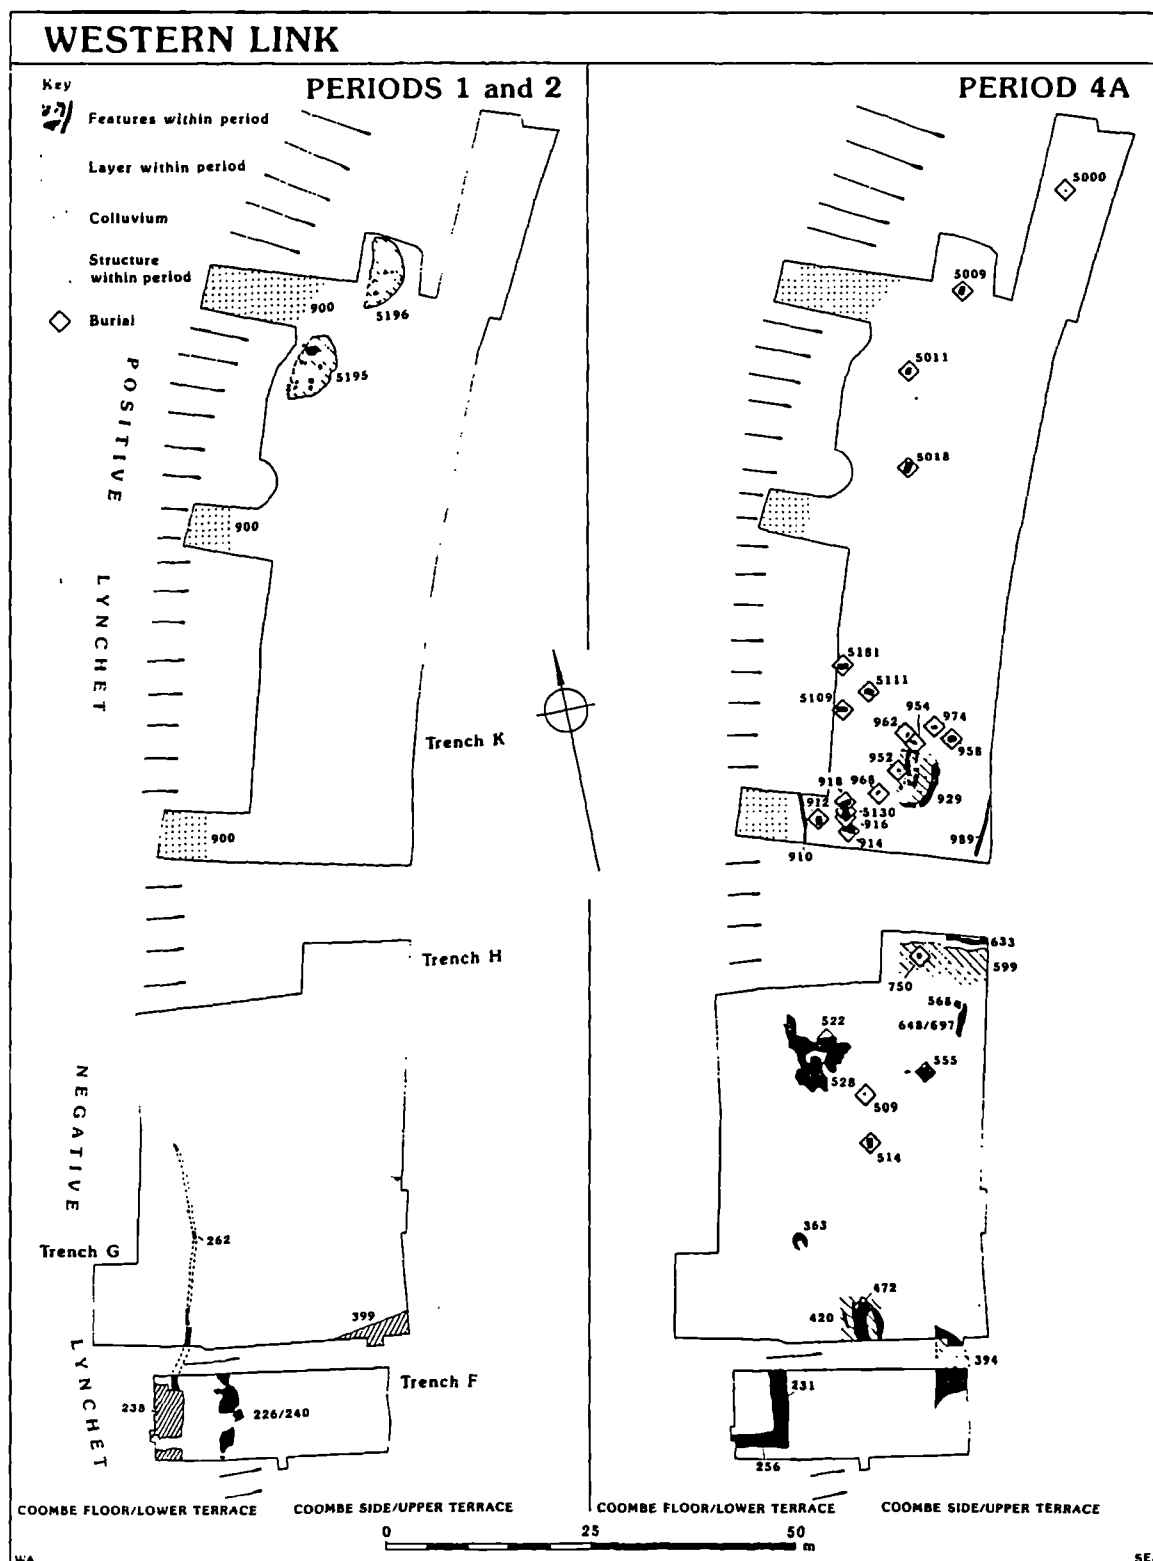 WESTERN LINK
Key
Features within period
Layer within period
Colluvium
Structure
within period
Burial
PERIODS 1 and 2
900
5196
5195
900
900
POSITIVE
LYNCHET
NEGATIVE
LYNCHET
Trench K
Trench H
Trench G
Trench F
262
399
238
226/240
COOMBE FLOOR/LOWER TERRACE
COOMBE SIDE/UPPER TERRACE
PERIOD 4A
5000
5009
5011
5018
5181
5111
5109
954
974
962
958
952
918
968
912
929
5130
916
914
910
989
633
599
750
568
648/697
522
555
528
509
514
363
472
420
394
231
256
COOMBE FLOOR/LOWER TERRACE
COOMBE SIDE/UPPER TERRACE
0 25 50
m
WA